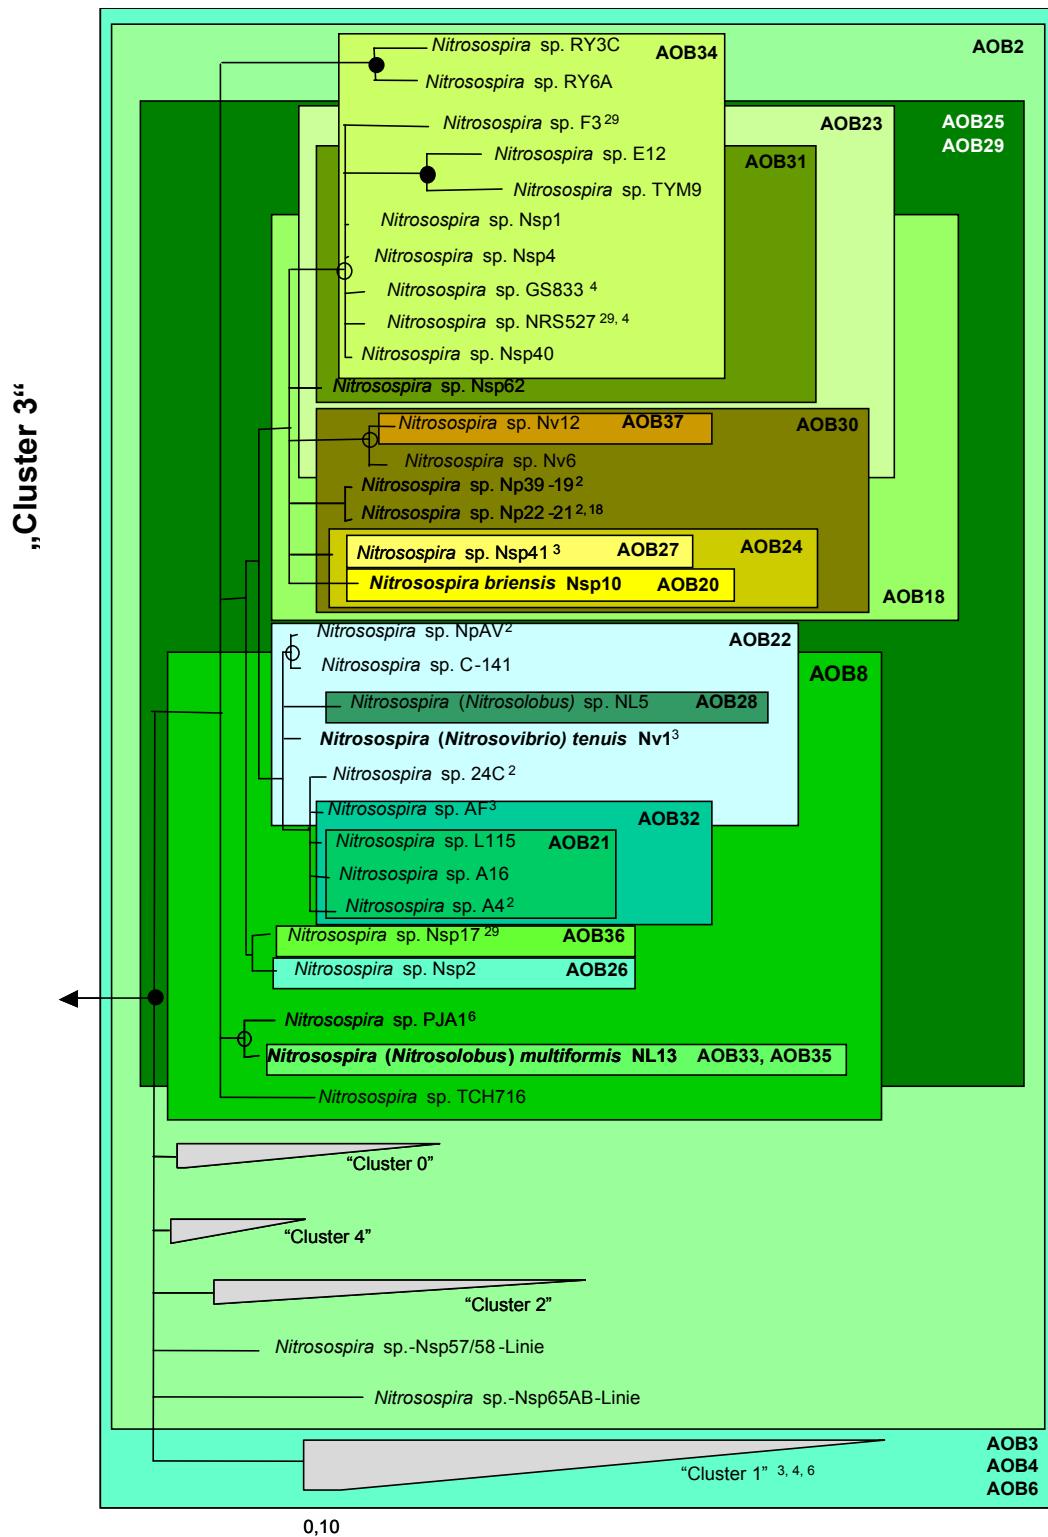 „Cluster 3“
Nitrosospira sp. RY3C
AOB34
AOB2
Nitrosospira sp. RY6A
Nitrosospira sp. F3 29
AOB23
AOB25
AOB29
Nitrosospira sp. E12
AOB31
Nitrosospira sp. TYM9
Nitrosospira sp. Nsp1
Nitrosospira sp. Nsp4
Nitrosospira sp. GS833 4
Nitrosospira sp. NRS527 29, 4
Nitrosospira sp. Nsp40
Nitrosospira sp. Nsp62
Nitrosospira sp. Nv12
AOB37
AOB30
Nitrosospira sp. Nv6
Nitrosospira sp. Np39-19 2
Nitrosospira sp. Np22-21 2, 18
Nitrosospira sp. Nsp41 3
AOB27
AOB24
Nitrosospira briensis Nsp10
AOB20
AOB18
Nitrosospira sp. NpAV 2
AOB22
Nitrosospira sp. C-141
AOB8
Nitrosospira (Nitrosolobus) sp. NL5
AOB28
Nitrosospira (Nitrosovibrio) tenuis Nv1 3
Nitrosospira sp. 24C 2
Nitrosospira sp. AF 3
AOB32
Nitrosospira sp. L115
AOB21
Nitrosospira sp. A16
Nitrosospira sp. A4 2
Nitrosospira sp. Nsp17 29
AOB36
Nitrosospira sp. Nsp2
AOB26
Nitrosospira sp. PJA1 6
Nitrosospira (Nitrosolobus) multiformis NL13
AOB33, AOB35
Nitrosospira sp. TCH716
“Cluster 0”
“Cluster 4”
“Cluster 2”
Nitrosospira sp.-Nsp57/58-Linie
Nitrosospira sp.-Nsp65AB-Linie
“Cluster 1” 3, 4, 6
AOB3
AOB4
AOB6
0,10